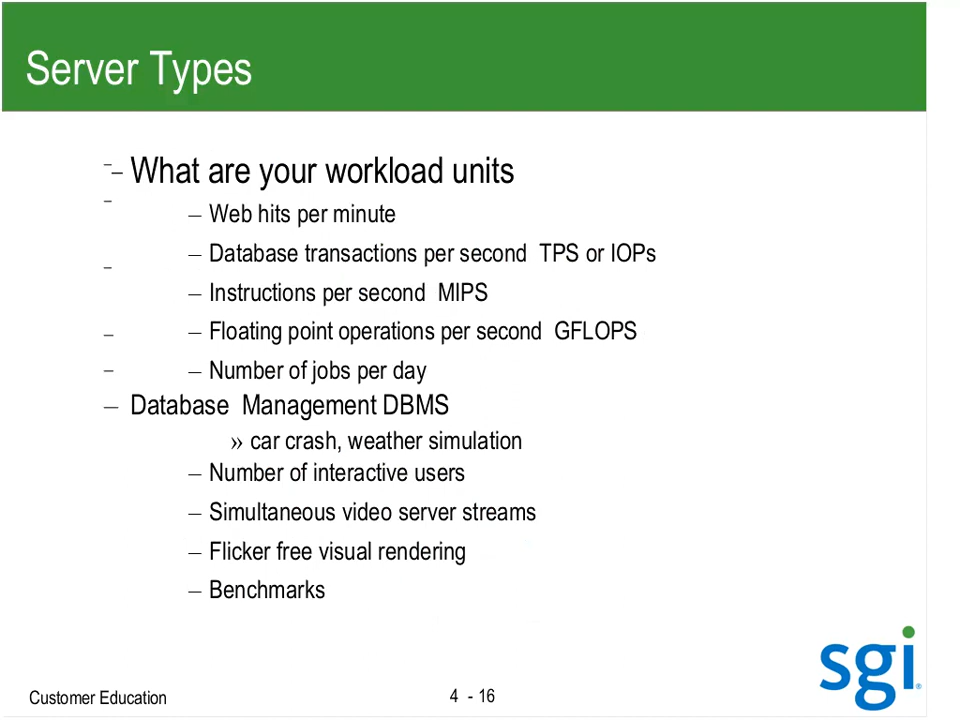 Server Types
– What are your workload units
– Web hits per minute
– Database transactions per second TPS or IOPs
– Instructions per second MIPS
– Floating point operations per second GFLOPS
– Number of jobs per day
– Database Management DBMS
» car crash, weather simulation
– Number of interactive users
– Simultaneous video server streams
– Flicker free visual rendering
– Benchmarks
sgi®
Customer Education
4 - 16